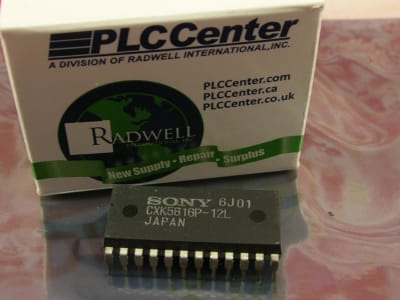 PLCCenter
A DIVISION OF RADWELL INTERNATIONAL, INC.
PLCCenter.com
PLCCenter.ca
PLCCenter.co.uk
RADWELL
New Supply • Repair • Surplus
SONY 6J01
CXK5816P-12L
JAPAN